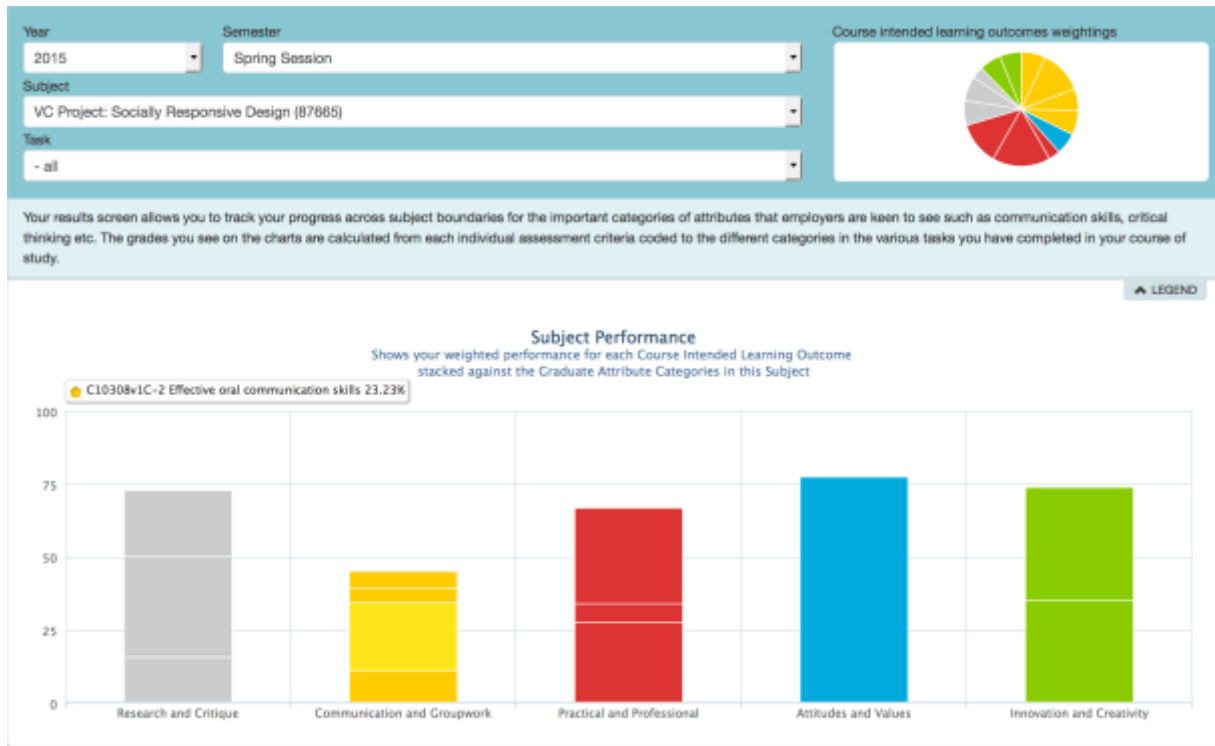 Year
Semester
Course intended learning outcomes weightings
2015
Spring Session
Subject
VC Project: Socially Responsive Design (87665)
Task
- all
Your results screen allows you to track your progress across subject boundaries for the important categories of attributes that employers are keen to see such as communication skills, critical
thinking etc. The grades you see on the charts are calculated from each individual assessment criteria coded to the different categories in the various tasks you have completed in your course of
study.
LEGEND
Subject Performance
Shows your weighted performance for each Course Intended Learning Outcome
stacked against the Graduate Attribute Categories in this Subject
C10308v1C-2 Effective oral communication skills 23.23%
100
75
50
25
0
Research and Critique
Communication and Groupwork
Practical and Professional
Attitudes and Values
Innovation and Creativity